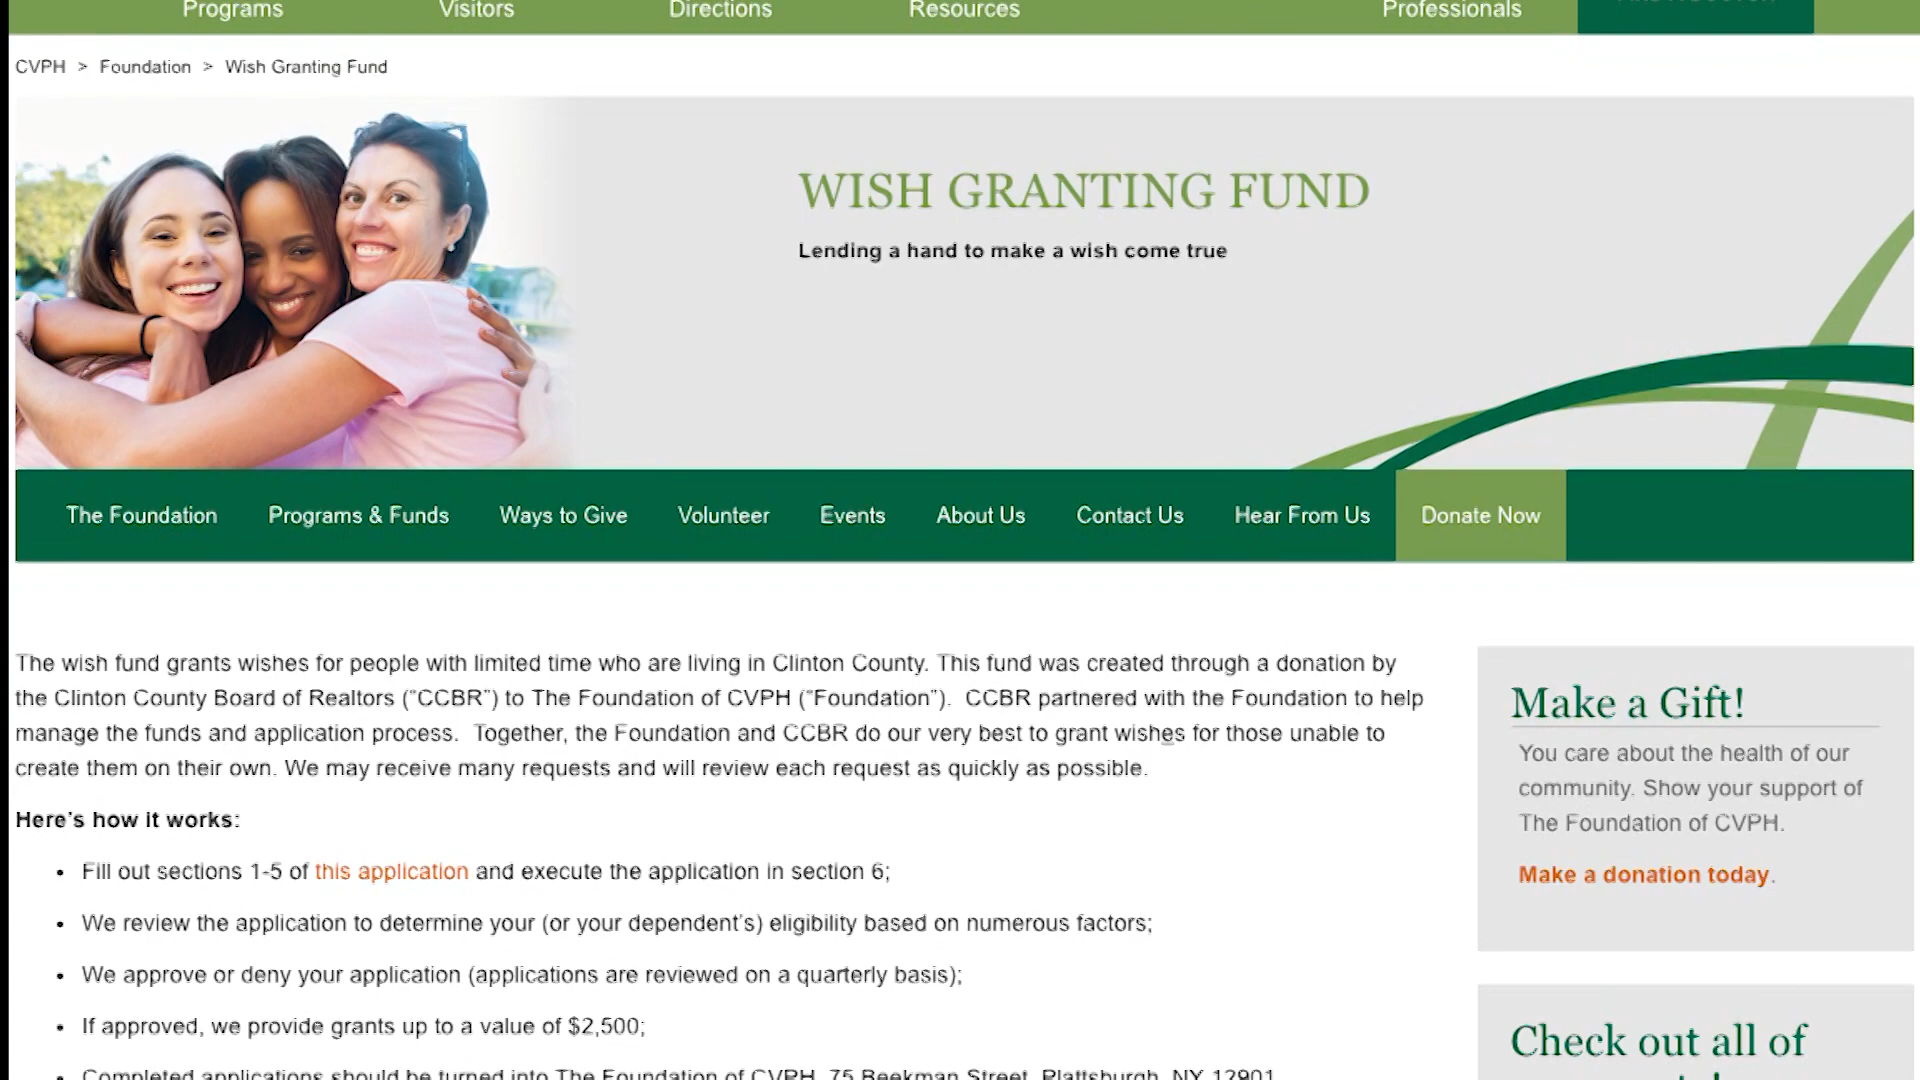 Programs Visitors Directions Resources Professionals
CVPH > Foundation > Wish Granting Fund
WISH GRANTING FUND
Lending a hand to make a wish come true
The Foundation Programs & Funds Ways to Give Volunteer Events About Us Contact Us Hear From Us Donate Now
The wish fund grants wishes for people with limited time who are living in Clinton County. This fund was created through a donation by
the Clinton County Board of Realtors (“CCBR”) to The Foundation of CVPH (“Foundation”). CCBR partnered with the Foundation to help
manage the funds and application process. Together, the Foundation and CCBR do our very best to grant wishes for those unable to
create them on their own. We may receive many requests and will review each request as quickly as possible.
Here’s how it works:
• Fill out sections 1-5 of this application and execute the application in section 6;
• We review the application to determine your (or your dependent’s) eligibility based on numerous factors;
• We approve or deny your application (applications are reviewed on a quarterly basis);
• If approved, we provide grants up to a value of $2,500;
• Completed applications should be turned into The Foundation of CVPH, 75 Beekman Street, Plattsburgh, NY 12901
Make a Gift!
You care about the health of our
community. Show your support of
The Foundation of CVPH.
Make a donation today.
Check out all of